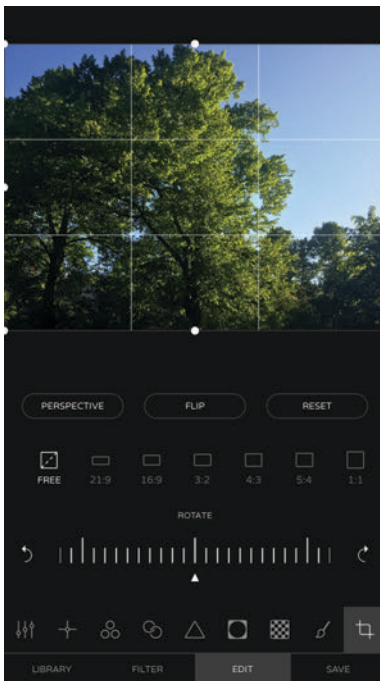 PERSPECTIVE FLIP RESET
FREE 21:9 16:9 3:2 4:3 5:4 1:1
ROTATE
LIBRARY FILTER EDIT SAVE